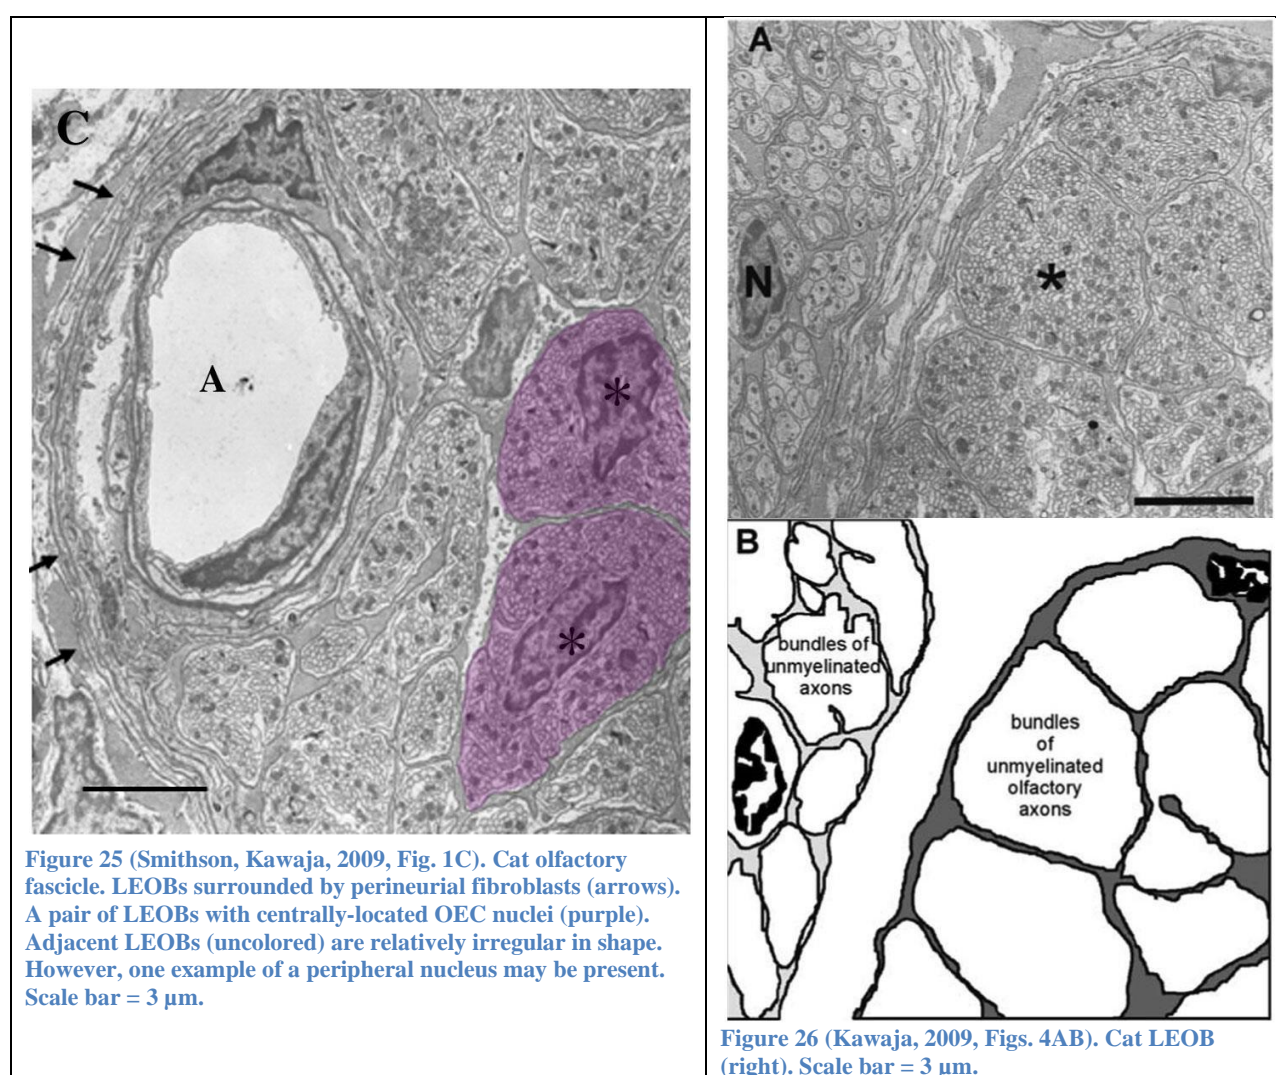 C
A
*
*
Figure 25 (Smithson, Kawaja, 2009, Fig. 1C). Cat olfactory
fascicle. LEOBs surrounded by perineurial fibroblasts (arrows).
A pair of LEOBs with centrally-located OEC nuclei (purple).
Adjacent LEOBs (uncolored) are relatively irregular in shape.
However, one example of a peripheral nucleus may be present.
Scale bar = 3 µm.
A
N
*
B
bundles of
unmyelinated
axons
bundles
of
unmyelinated
olfactory
axons
Figure 26 (Kawaja, 2009, Figs. 4AB). Cat LEOB
(right). Scale bar = 3 µm.